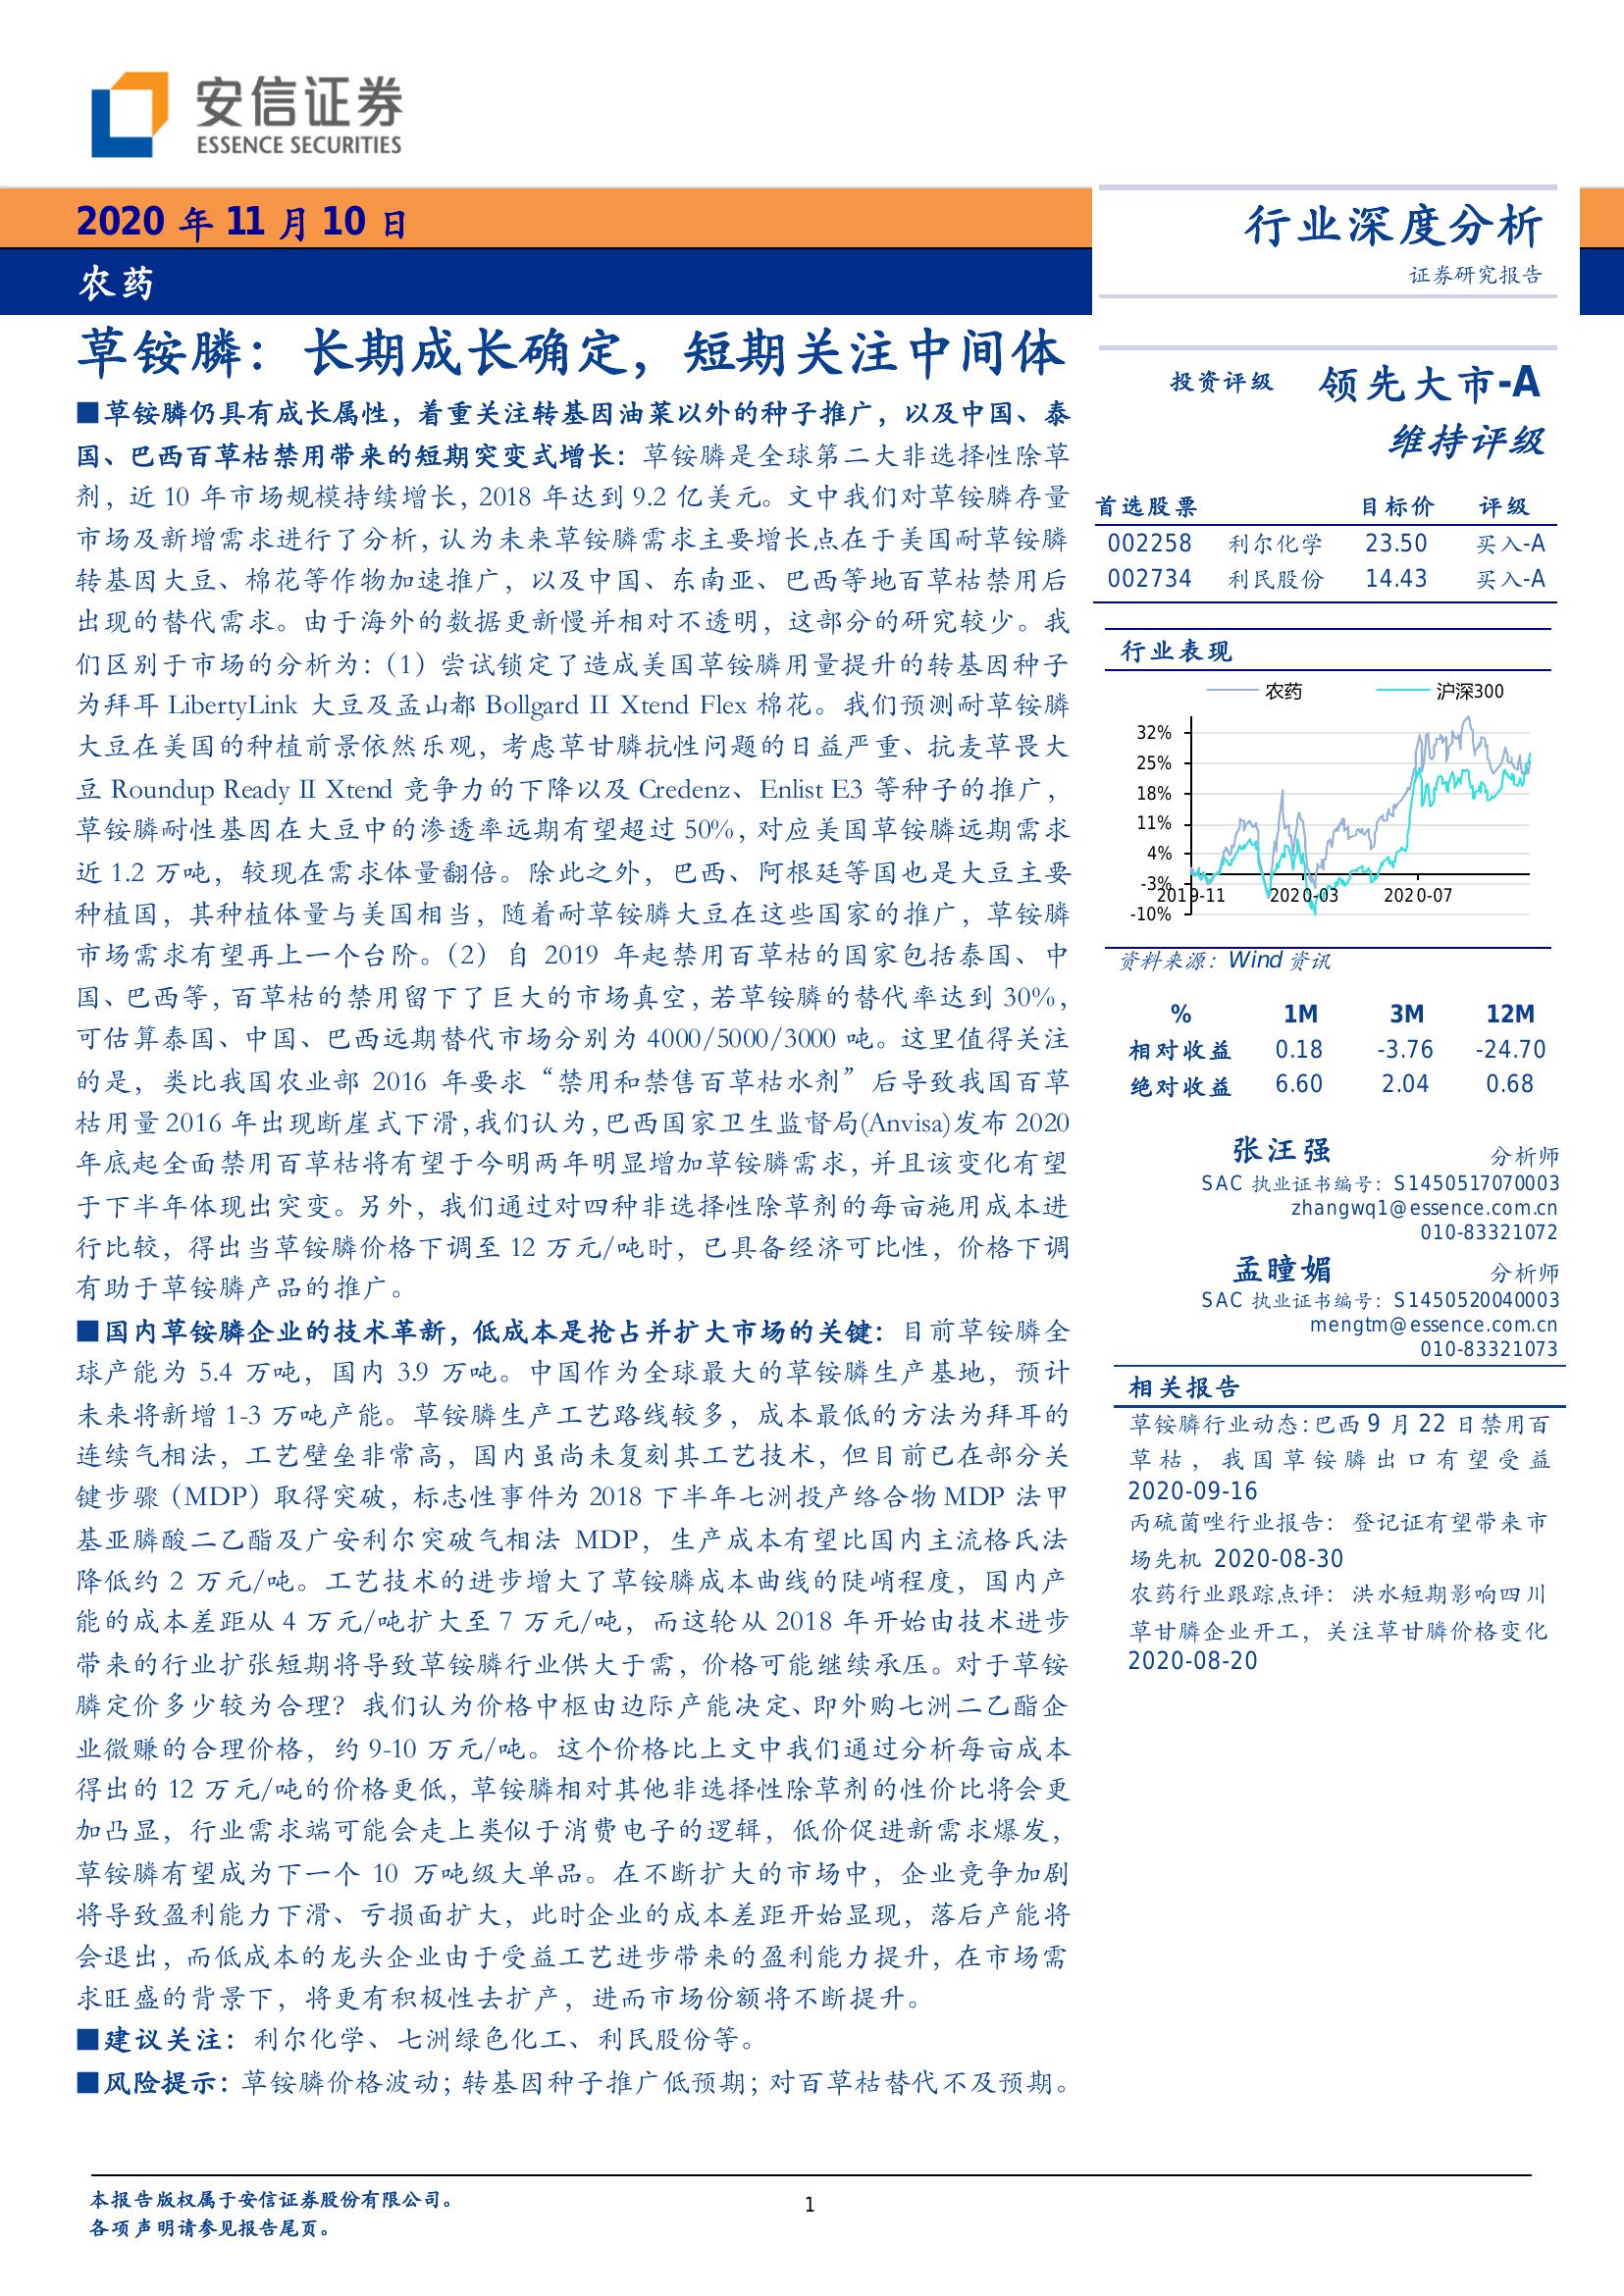 安信证券
ESSENCE SECURITIES
2020 年 11 月 10 日
农药
行业深度分析
证券研究报告
草铵膦：长期成长确定，短期关注中间体
■草铵膦仍具有成长属性，着重关注转基因油菜以外的种子推广，以及中国、泰
国、巴西百草枯禁用带来的短期突变式增长：草铵膦是全球第二大非选择性除草
剂，近 10 年市场规模持续增长，2018 年达到 9.2 亿美元。文中我们对草铵膦存量
市场及新增需求进行了分析，认为未来草铵膦需求主要增长点在于美国耐草铵膦
转基因大豆、棉花等作物加速推广，以及中国、东南亚、巴西等地百草枯禁用后
出现的替代需求。由于海外的数据更新慢并相对不透明，这部分的研究较少。我
们区别于市场的分析为：（1）尝试锁定了造成美国草铵膦用量提升的转基因种子
为拜耳 LibertyLink 大豆及孟山都 Bollgard II Xtend Flex 棉花。我们预测耐草铵膦
大豆在美国的种植前景依然乐观，考虑草甘膦抗性问题的日益严重、抗麦草畏大
豆 Roundup Ready II Xtend 竞争力的下降以及 Credenz、Enlist E3 等种子的推广，
草铵膦耐性基因在大豆中的渗透率远期有望超过 50%，对应美国草铵膦远期需求
近 1.2 万吨，较现在需求体量翻倍。除此之外，巴西、阿根廷等国也是大豆主要
种植国，其种植体量与美国相当，随着耐草铵膦大豆在这些国家的推广，草铵膦
市场需求有望再上一个台阶。（2）自 2019 年起禁用百草枯的国家包括泰国、中
国、巴西等，百草枯的禁用留下了巨大的市场真空，若草铵膦的替代率达到 30%，
可估算泰国、中国、巴西远期替代市场分别为 4000/5000/3000 吨。这里值得关注
的是，类比我国农业部 2016 年要求“禁用和禁售百草枯水剂”后导致我国百草
枯用量 2016 年出现断崖式下滑，我们认为，巴西国家卫生监督局(Anvisa)发布 2020
年底起全面禁用百草枯将有望于今明两年明显增加草铵膦需求，并且该变化有望
于下半年体现出突变。另外，我们通过对四种非选择性除草剂的每亩施用成本进
行比较，得出当草铵膦价格下调至 12 万元/吨时，已具备经济可比性，价格下调
有助于草铵膦产品的推广。
■国内草铵膦企业的技术革新，低成本是抢占并扩大市场的关键：目前草铵膦全
球产能为 5.4 万吨，国内 3.9 万吨。中国作为全球最大的草铵膦生产基地，预计
未来将新增 1-3 万吨产能。草铵膦生产工艺路线较多，成本最低的方法为拜耳的
连续气相法，工艺壁垒非常高，国内虽尚未复刻其工艺技术，但目前已在部分关
键步骤（MDP）取得突破，标志性事件为 2018 下半年七洲投产络合物 MDP 法甲
基亚膦酸二乙酯及广安利尔突破气相法 MDP，生产成本有望比国内主流格氏法
降低约 2 万元/吨。工艺技术的进步增大了草铵膦成本曲线的陡峭程度，国内产
能的成本差距从 4 万元/吨扩大至 7 万元/吨，而这轮从 2018 年开始由技术进步
带来的行业扩张短期将导致草铵膦行业供大于需，价格可能继续承压。对于草铵
膦定价多少较为合理？我们认为价格中枢由边际产能决定、即外购七洲二乙酯企
业微赚的合理价格，约 9-10 万元/吨。这个价格比上文中我们通过分析每亩成本
得出的 12 万元/吨的价格更低，草铵膦相对其他非选择性除草剂的性价比将会更
加凸显，行业需求端可能会走上类似于消费电子的逻辑，低价促进新需求爆发，
草铵膦有望成为下一个 10 万吨级大单品。在不断扩大的市场中，企业竞争加剧
将导致盈利能力下滑、亏损面扩大，此时企业的成本差距开始显现，落后产能将
会退出，而低成本的龙头企业由于受益工艺进步带来的盈利能力提升，在市场需
求旺盛的背景下，将更有积极性去扩产，进而市场份额将不断提升。
■建议关注：利尔化学、七洲绿色化工、利民股份等。
■风险提示：草铵膦价格波动；转基因种子推广低预期；对百草枯替代不及预期。
投资评级 领先大市-A
维持评级
首选股票 目标价 评级
002258 利尔化学 23.50 买入-A
002734 利民股份 14.43 买入-A
行业表现
农药 沪深300
32%
25%
18%
11%
4%
-3%
-10%
2019-11 2020-03 2020-07
资料来源：Wind 资讯
% 1M 3M 12M
相对收益 0.18 -3.76 -24.70
绝对收益 6.60 2.04 0.68
张汪强 分析师
SAC 执业证书编号：S1450517070003
zhangwq1@essence.com.cn
010-83321072
孟瞳媚 分析师
SAC 执业证书编号：S1450520040003
mengtm@essence.com.cn
010-83321073
相关报告
草铵膦行业动态：巴西 9 月 22 日禁用百
草枯，我国草铵膦出口有望受益
2020-09-16
丙硫菌唑行业报告：登记证有望带来市
场先机 2020-08-30
农药行业跟踪点评：洪水短期影响四川
草甘膦企业开工，关注草甘膦价格变化
2020-08-20
本报告版权属于安信证券股份有限公司。
各项声明请参见报告尾页。
1